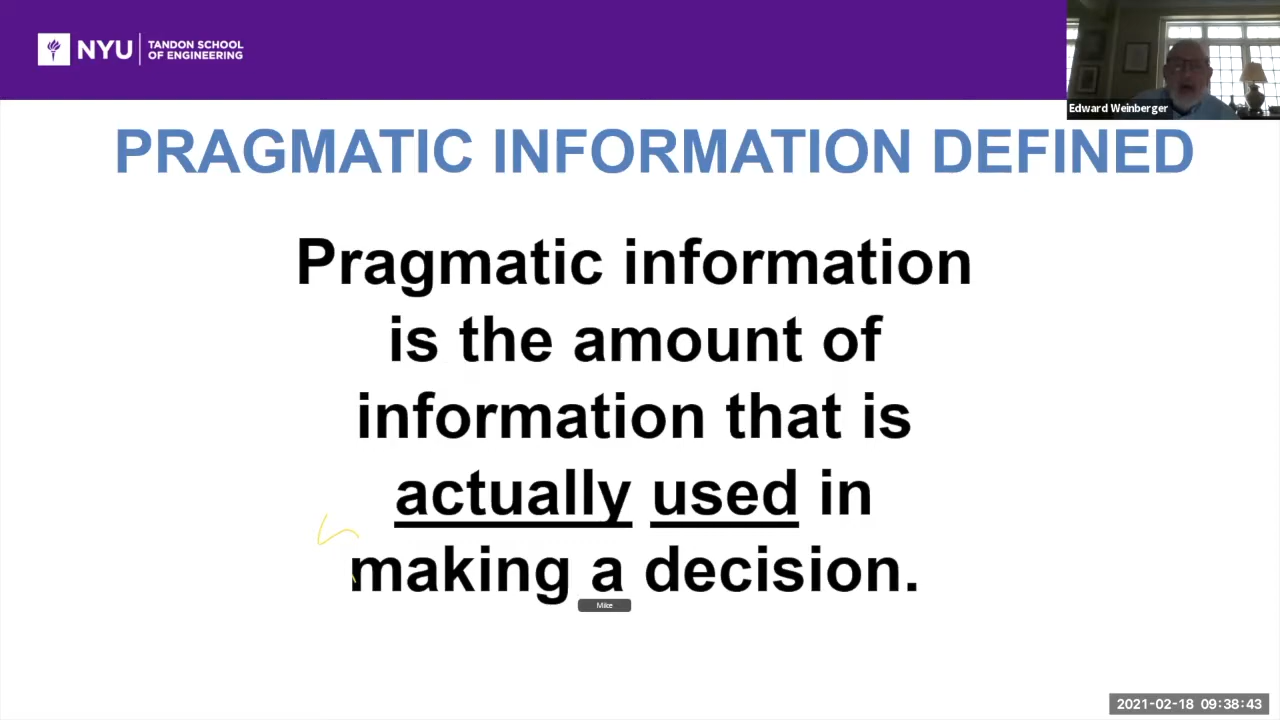 NYU
TANDON SCHOOL
OF ENGINEERING
Edward Weinberger
PRAGMATIC INFORMATION DEFINED
Pragmatic information
is the amount of
information that is
actually used in
making a decision.
Mike
2021-02-18 09:38:43